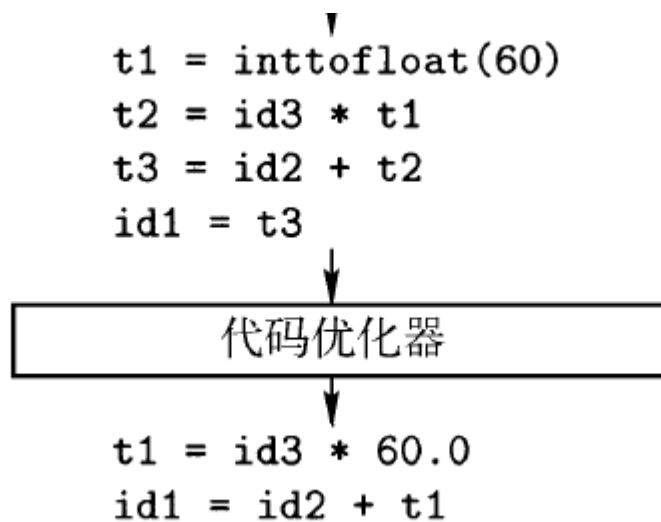 t1 = inttofloat(60)
t2 = id3 * t1
t3 = id2 + t2
id1 = t3
代码优化器
t1 = id3 * 60.0
id1 = id2 + t1